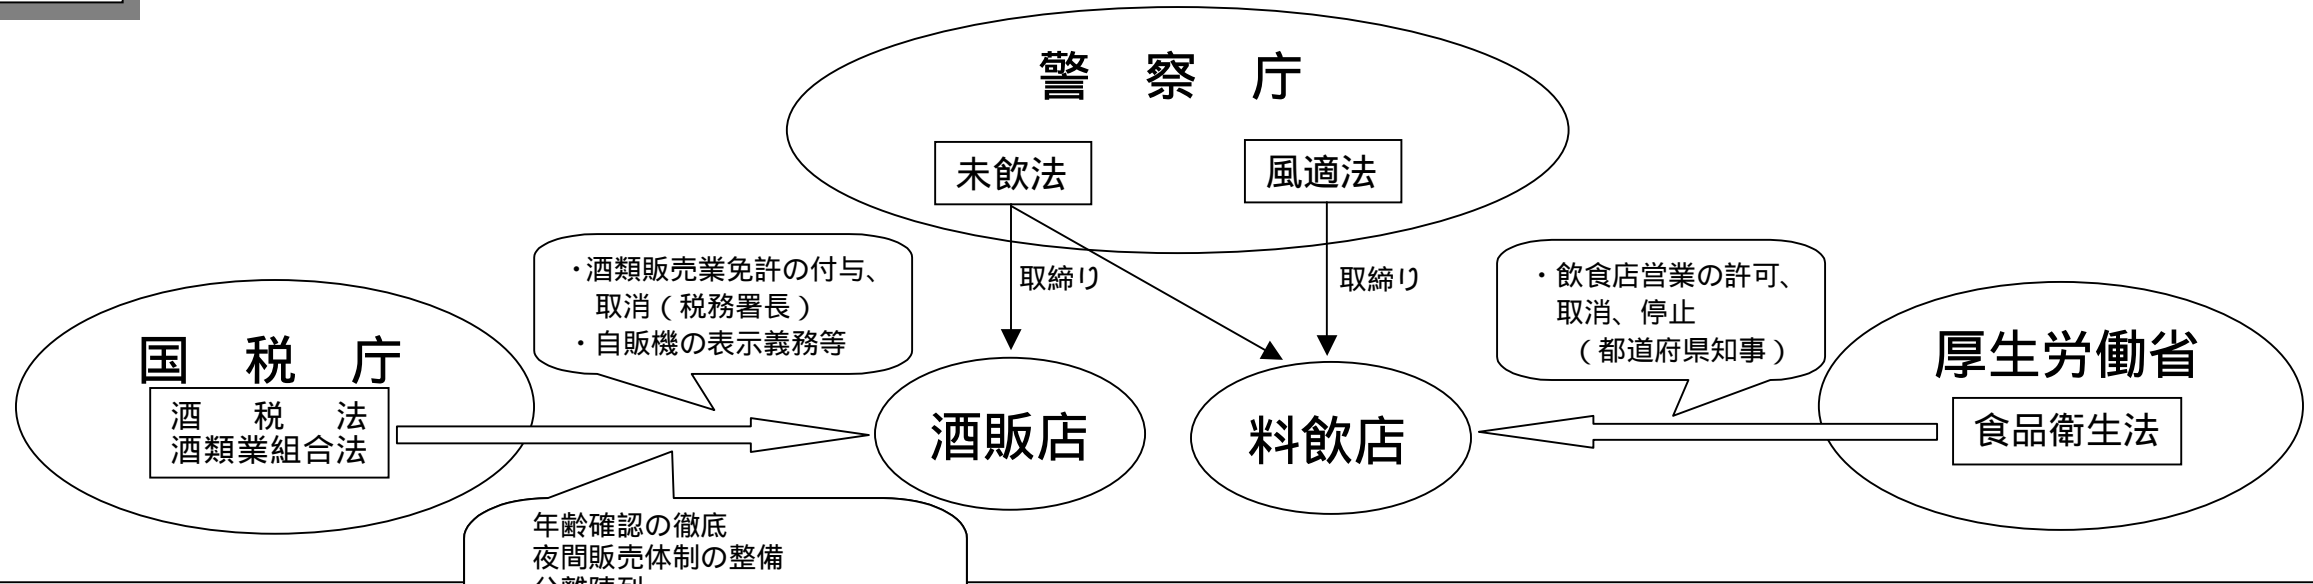 警 察 庁
未飲法
風適法
・酒類販売業免許の付与、
取消（税務署長）
・自販機の表示義務等
取締り
取締り
・飲食店営業の許可、
取消、停止
（都道府県知事）
国 税 庁
酒 税 法
酒類業組合法
酒販店
料飲店
厚生労働省
食品衛生法
年齢確認の徹底
夜間販売体制の整備
分離陳列